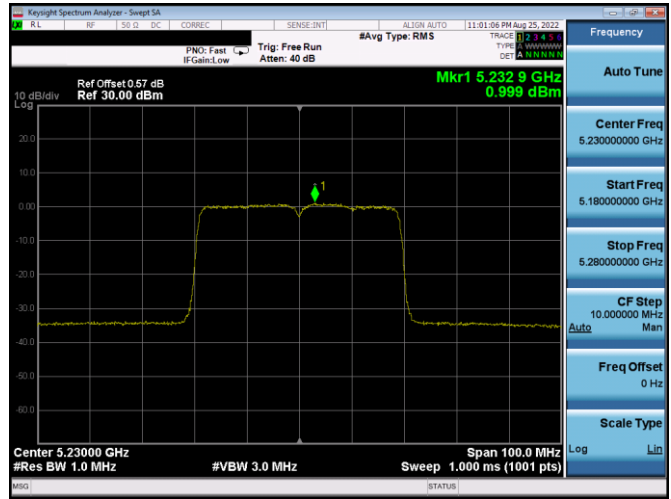 Keysight Spectrum Analyzer - Swept SA
RL RF 50 Ω DC CORREC SENSE:INT ALIGN AUTO 11:01:06 PM Aug 25, 2022
#Avg Type: RMS
TRACE 1 2 3 4 5 6
PNO: Fast Trig: Free Run
TYPE A WWWWW
IFGain:Low Atten: 40 dB
DET A N N N N N
Mkr1 5.232 9 GHz
0.999 dBm
Ref Offset 0.57 dB
10 dB/div Ref 30.00 dBm
Log
20.0
10.0
0.00
-10.0
-20.0
-30.0
-40.0
-50.0
-60.0
1
Center 5.23000 GHz Span 100.0 MHz
#Res BW 1.0 MHz #VBW 3.0 MHz Sweep 1.000 ms (1001 pts)
MSG STATUS
Frequency
Auto Tune
Center Freq
5.230000000 GHz
Start Freq
5.180000000 GHz
Stop Freq
5.280000000 GHz
CF Step
10.000000 MHz
Auto Man
Freq Offset
0 Hz
Scale Type
Log Lin